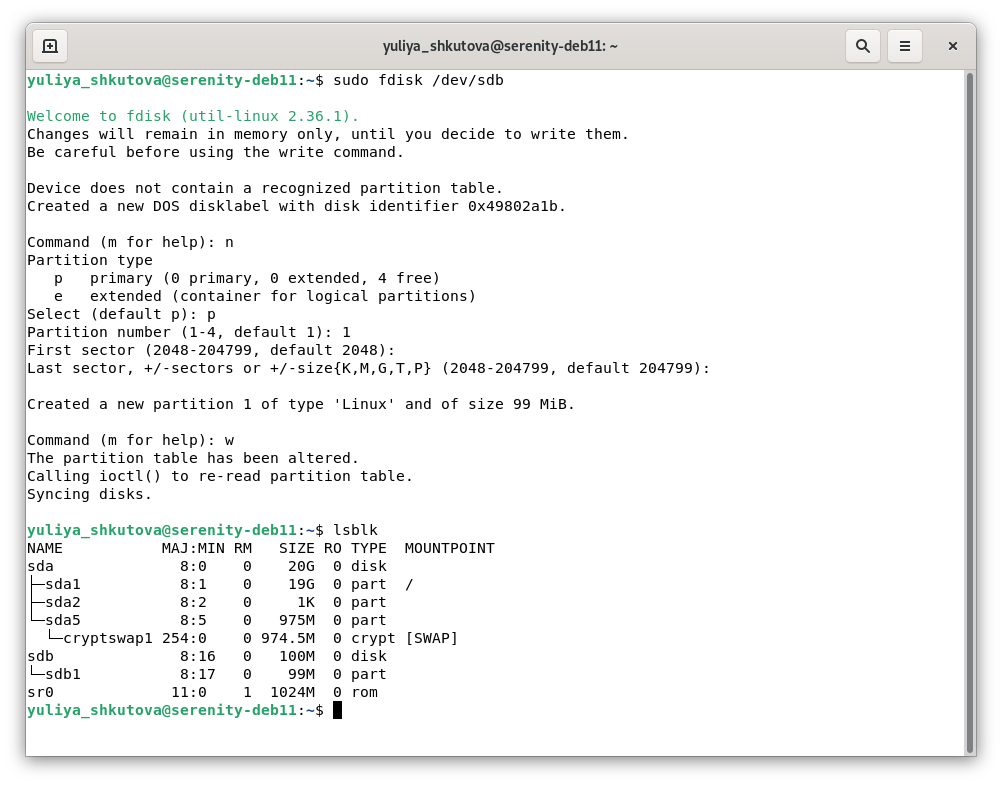 yuliya_shkutova@serenity-deb11: ~
yuliya_shkutova@serenity-deb11:~$ sudo fdisk /dev/sdb
Welcome to fdisk (util-linux 2.36.1).
Changes will remain in memory only, until you decide to write them.
Be careful before using the write command.
Device does not contain a recognized partition table.
Created a new DOS disklabel with disk identifier 0x49802a1b.
Command (m for help): n
Partition type
   p   primary (0 primary, 0 extended, 4 free)
   e   extended (container for logical partitions)
Select (default p): p
Partition number (1-4, default 1): 1
First sector (2048-204799, default 2048):
Last sector, +/-sectors or +/-size{K,M,G,T,P} (2048-204799, default 204799):
Created a new partition 1 of type 'Linux' and of size 99 MiB.
Command (m for help): w
The partition table has been altered.
Calling ioctl() to re-read partition table.
Syncing disks.
yuliya_shkutova@serenity-deb11:~$ lsblk
NAME           MAJ:MIN RM   SIZE RO TYPE  MOUNTPOINT
sda              8:0    0    20G  0 disk
├─sda1           8:1    0    19G  0 part  /
├─sda2           8:2    0     1K  0 part
└─sda5           8:5    0   975M  0 part
  └─cryptswap1 254:0    0 974.5M  0 crypt [SWAP]
sdb              8:16   0   100M  0 disk
└─sdb1           8:17   0    99M  0 part
sr0             11:0    1  1024M  0 rom
yuliya_shkutova@serenity-deb11:~$